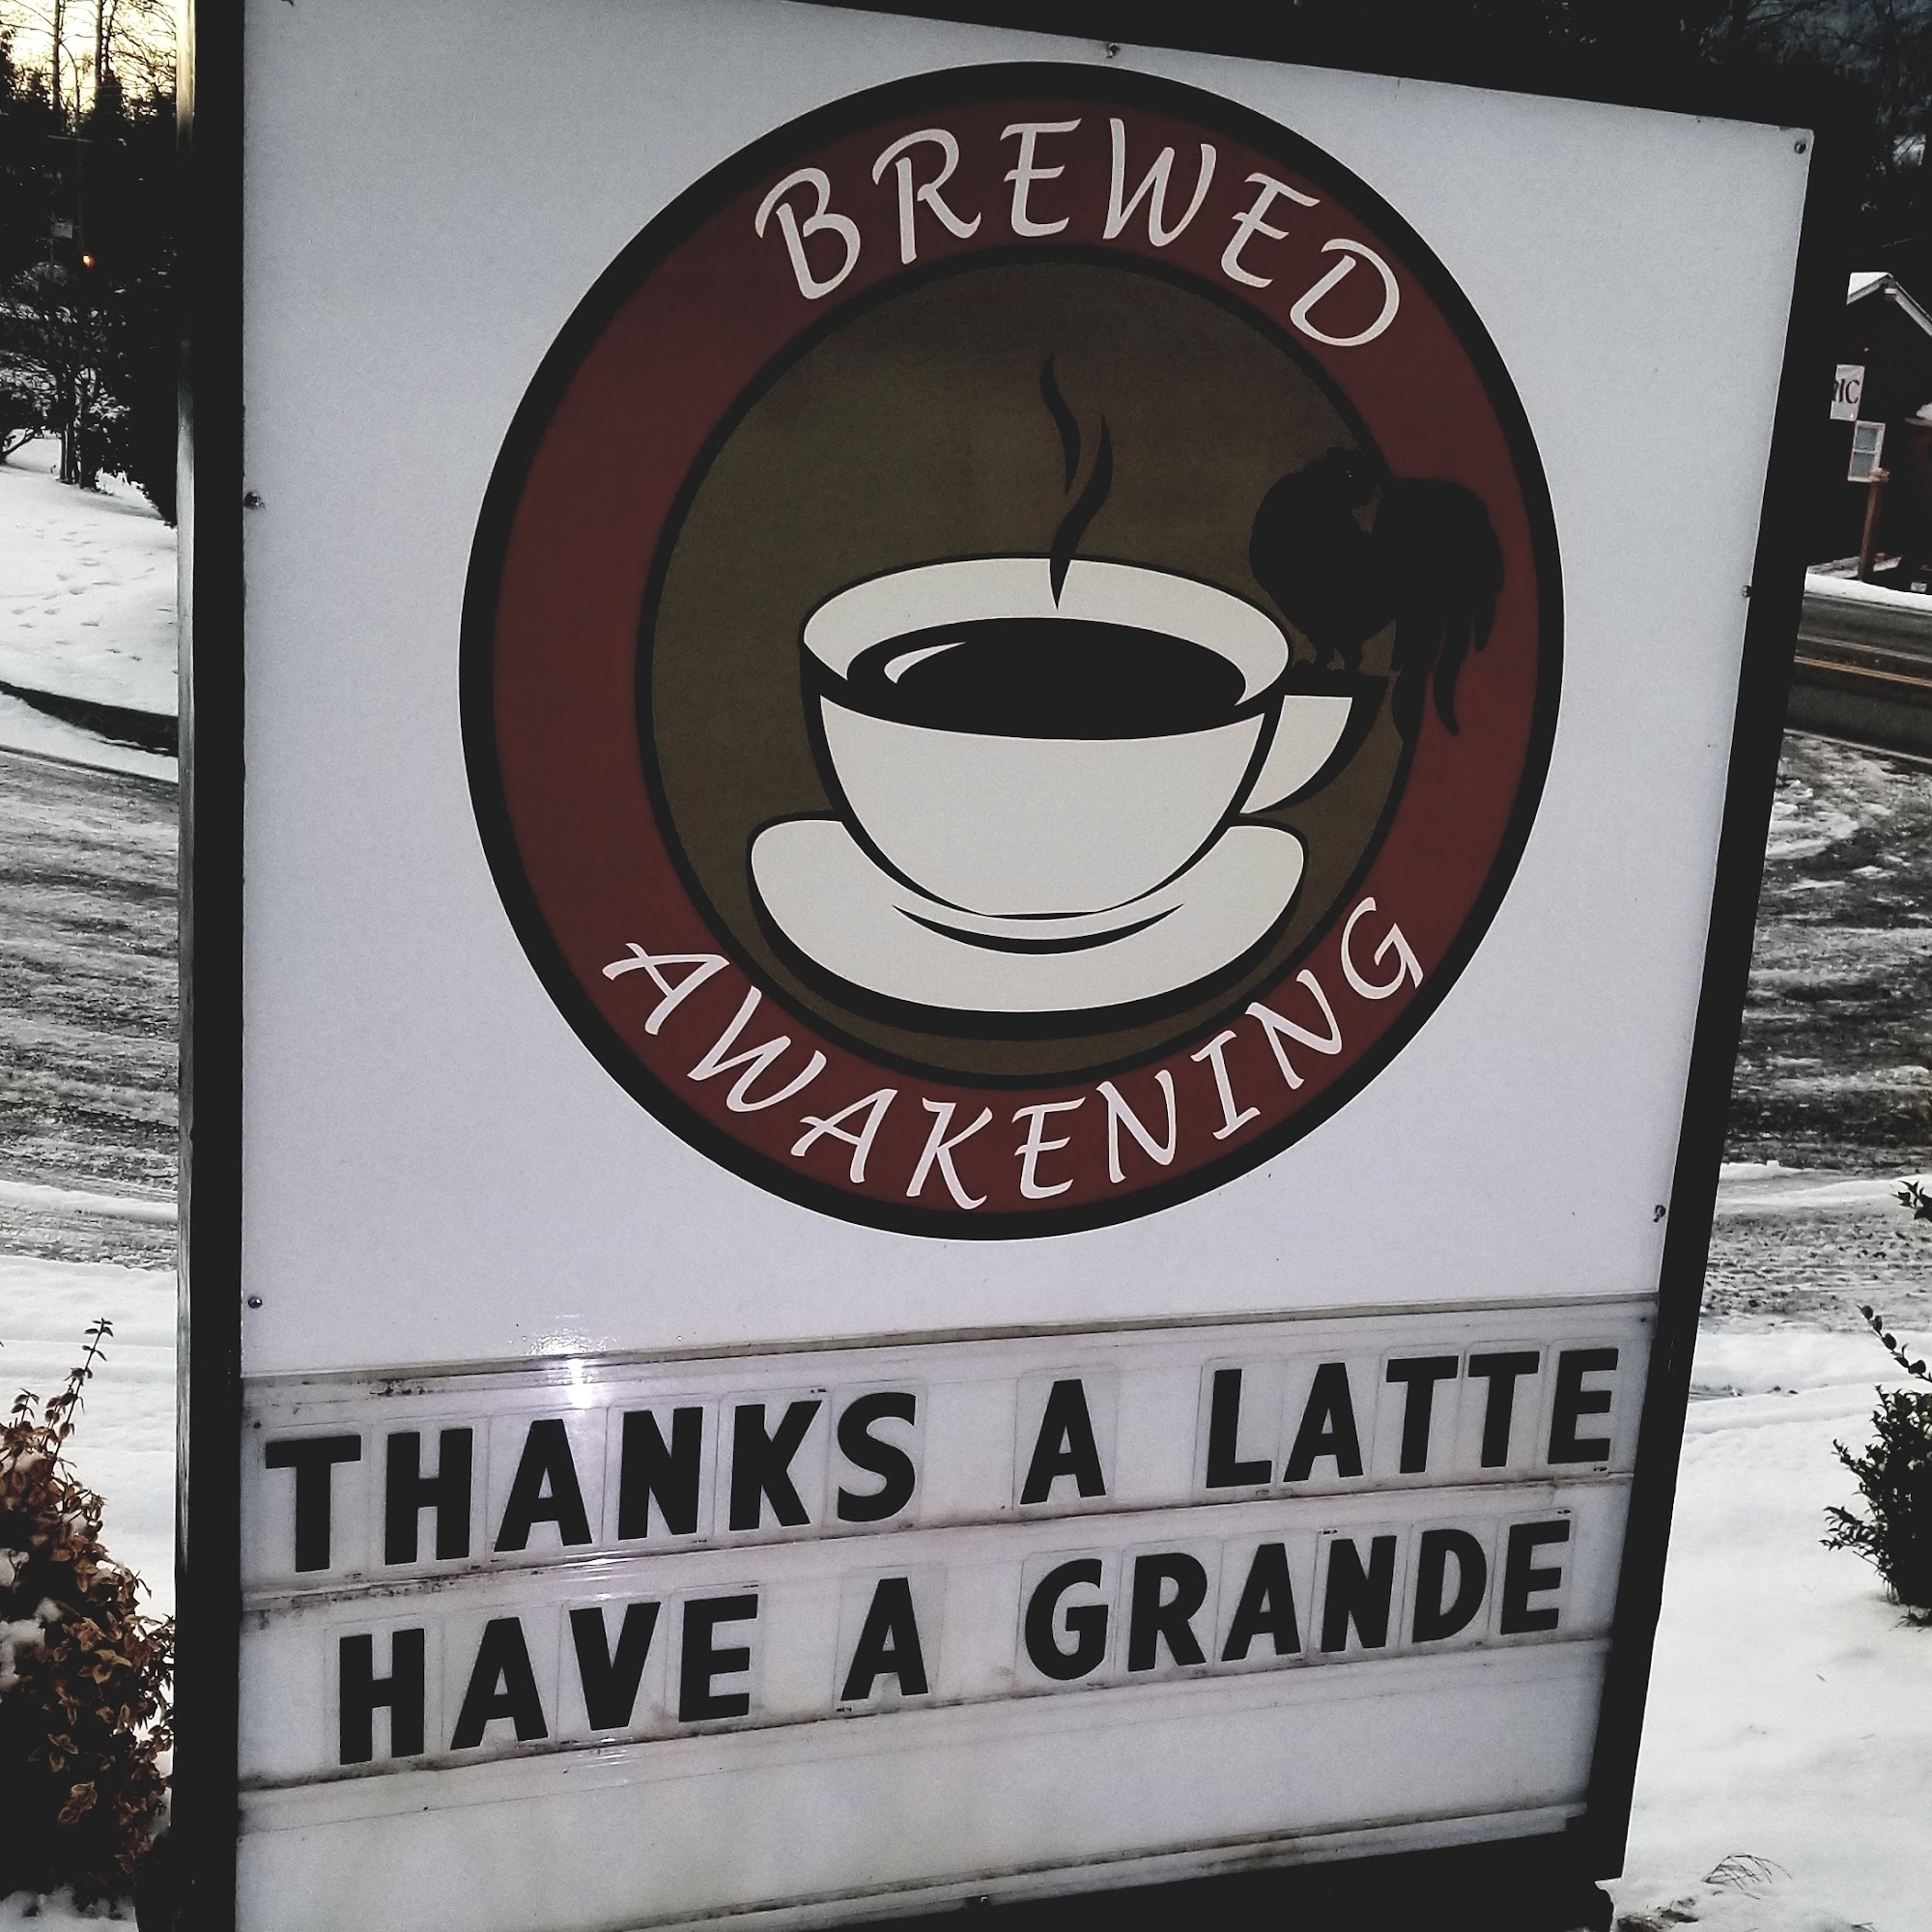 BREWED
AWAKENING
THANKS A LATTE
HAVE A GRANDE